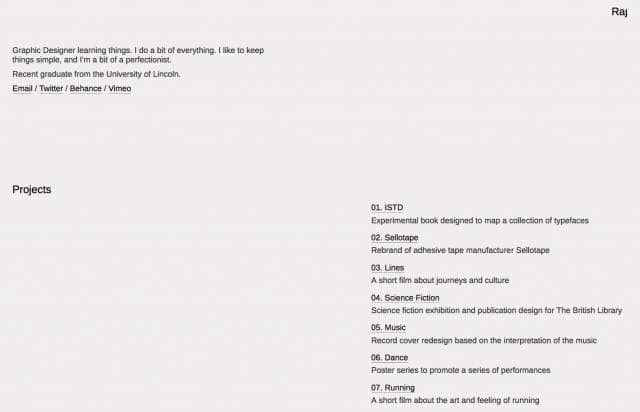 Raj
Graphic Designer learning things. I do a bit of everything. I like to keep
things simple, and I'm a bit of a perfectionist.
Recent graduate from the University of Lincoln.
Email / Twitter / Behance / Vimeo
Projects
01. ISTD
Experimental book designed to map a collection of typefaces
02. Sellotape
Rebrand of adhesive tape manufacturer Sellotape
03. Lines
A short film about journeys and culture
04. Science Fiction
Science fiction exhibition and publication design for The British Library
05. Music
Record cover redesign based on the interpretation of the music
06. Dance
Poster series to promote a series of performances
07. Running
A short film about the art and feeling of running